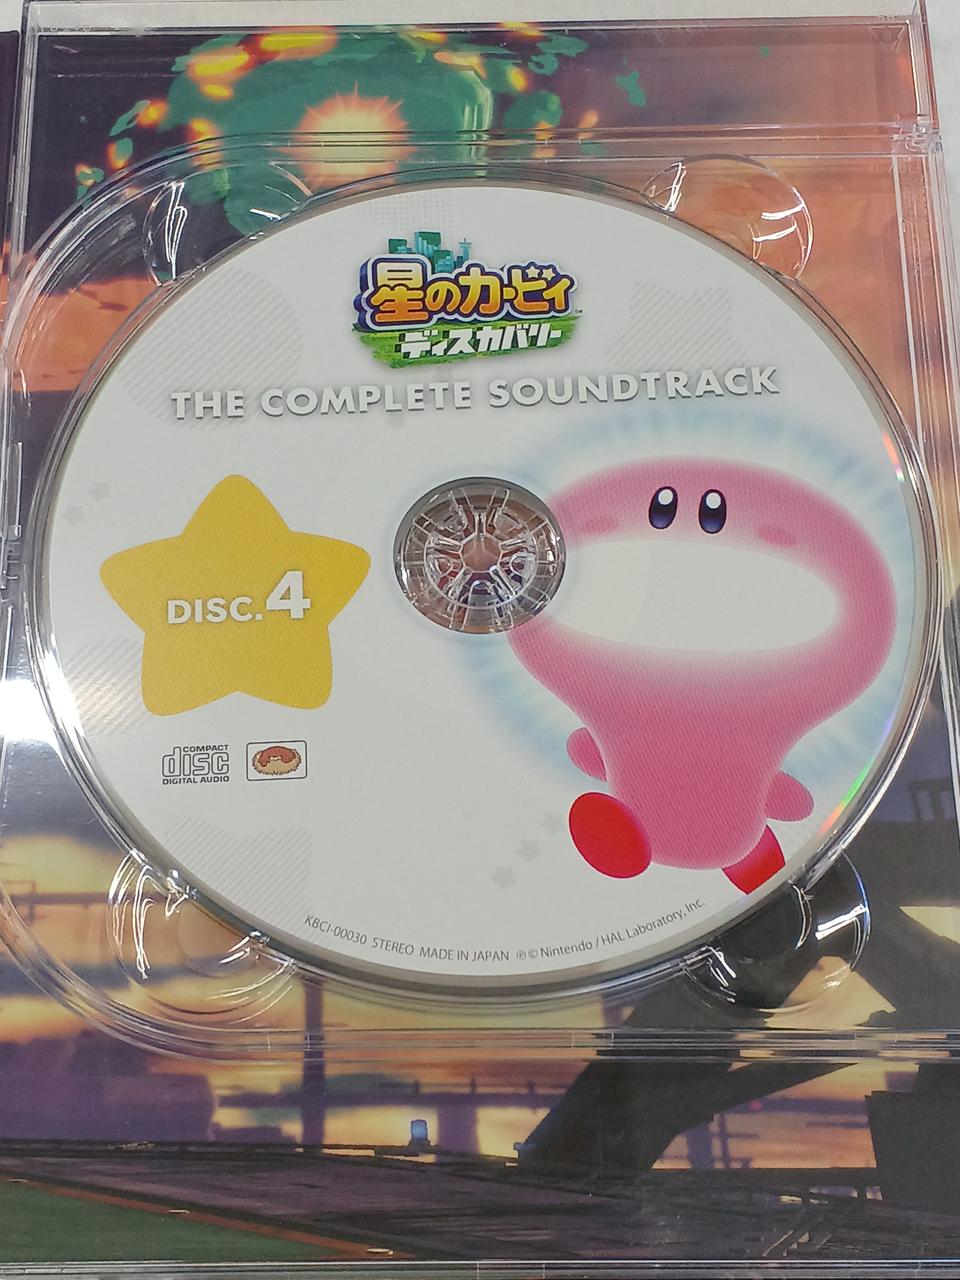 星のカービィ
™
ディスカバリー
THE COMPLETE SOUNDTRACK
DISC.4
COMPACT
disc
DIGITAL AUDIO
KBCI-00030 STEREO MADE IN JAPAN ℗© Nintendo / HAL Laboratory, Inc.